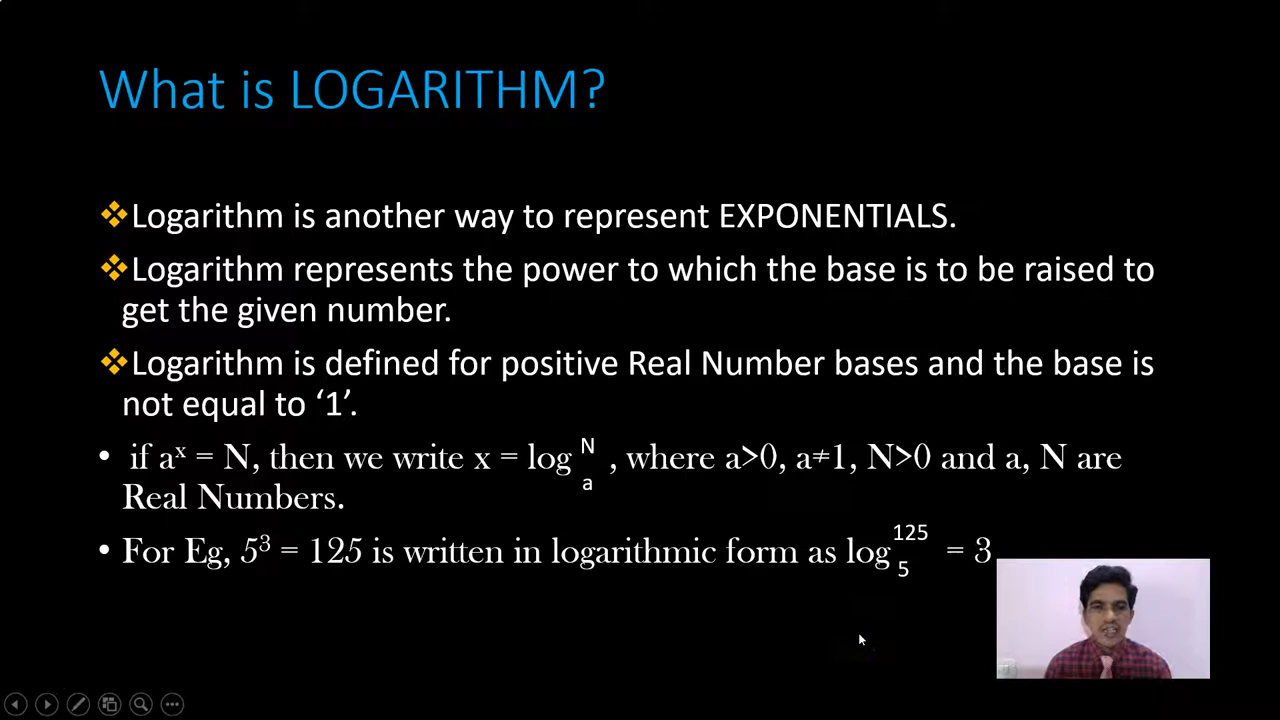 What is LOGARITHM?
❖Logarithm is another way to represent EXPONENTIALS.
❖Logarithm represents the power to which the base is to be raised to
get the given number.
❖Logarithm is defined for positive Real Number bases and the base is
not equal to ‘1’.
• if aˣ = N, then we write x = log N a , where a>0, a≠1, N>0 and a, N are
Real Numbers.
• For Eg, 5³ = 125 is written in logarithmic form as log 125 5 = 3